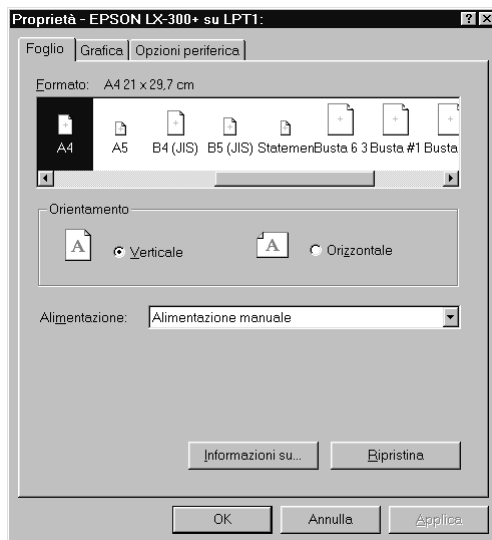 Proprietà - EPSON LX-300+ su LPT1:
Foglio Grafica Opzioni periferica
Formato: A4 21 x 29,7 cm
A4 A5 B4 (JIS) B5 (JIS) Statemen Busta 6 3 Busta #1 Busta
Orientamento
A Verticale A Orizzontale
Alimentazione: Alimentazione manuale
Informazioni su... Ripristina
OK Annulla Applica